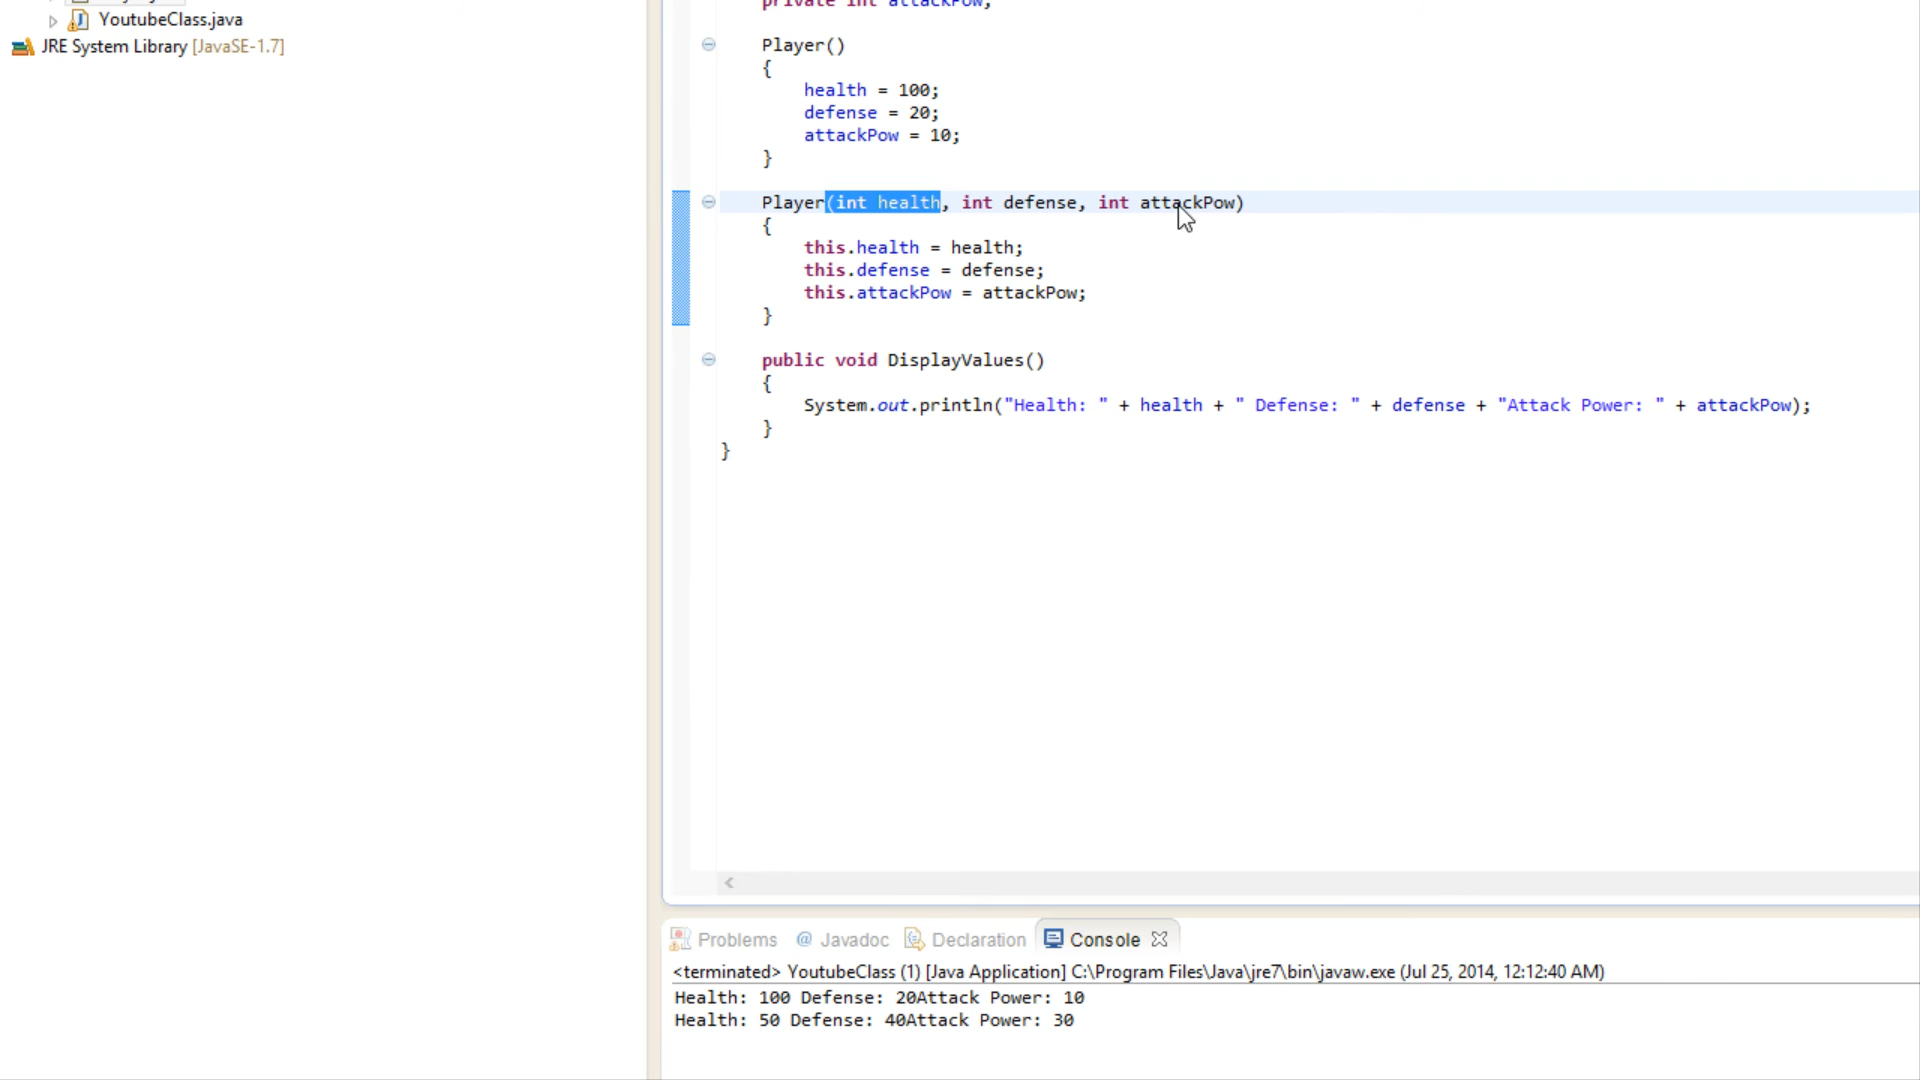 YoutubeClass.java
JRE System Library [JavaSE-1.7]
private int attackPow;
Player()
{
health = 100;
defense = 20;
attackPow = 10;
}
Player(int health, int defense, int attackPow)
{
this.health = health;
this.defense = defense;
this.attackPow = attackPow;
}
public void DisplayValues()
{
System.out.println("Health: " + health + " Defense: " + defense + "Attack Power: " + attackPow);
}
}
Problems @ Javadoc Declaration Console
<terminated> YoutubeClass (1) [Java Application] C:\Program Files\Java\jre7\bin\javaw.exe (Jul 25, 2014, 12:12:40 AM)
Health: 100 Defense: 20Attack Power: 10
Health: 50 Defense: 40Attack Power: 30